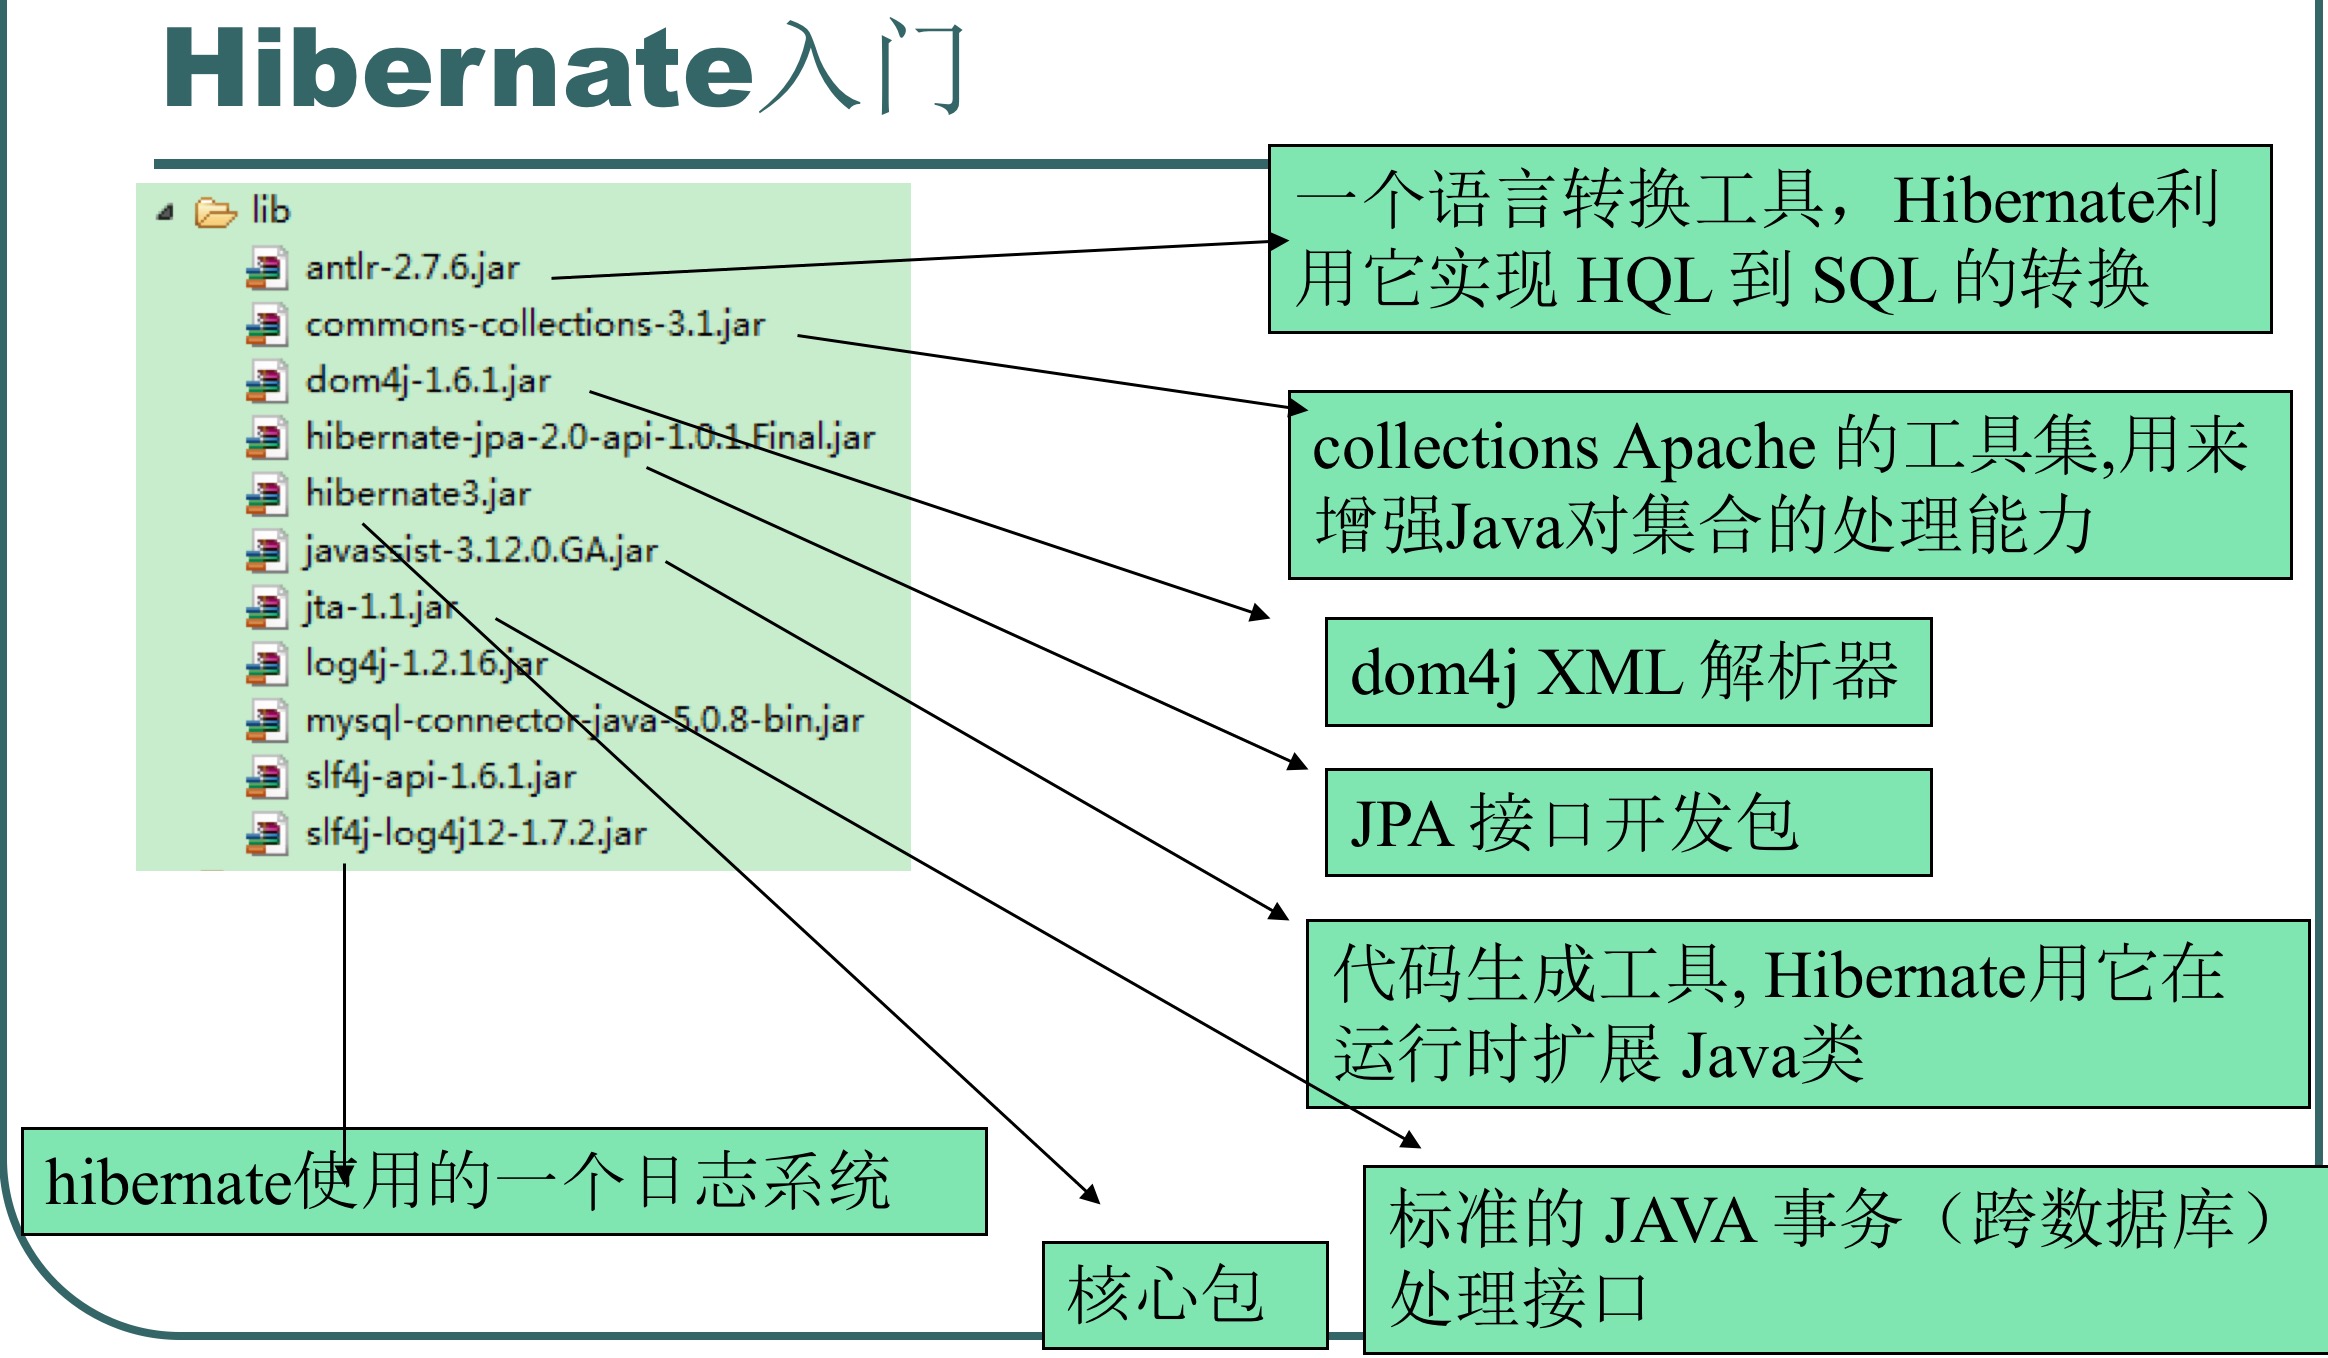 Hibernate入门
lib
antlr-2.7.6.jar
commons-collections-3.1.jar
dom4j-1.6.1.jar
hibernate-jpa-2.0-api-1.0.1.Final.jar
hibernate3.jar
javassist-3.12.0.GA.jar
jta-1.1.jar
log4j-1.2.16.jar
mysql-connector-java-5.0.8-bin.jar
slf4j-api-1.6.1.jar
slf4j-log4j12-1.7.2.jar
一个语言转换工具，Hibernate利
用它实现 HQL 到 SQL 的转换
collections Apache 的工具集,用来
增强Java对集合的处理能力
dom4j XML 解析器
JPA 接口开发包
代码生成工具, Hibernate用它在
运行时扩展 Java类
hibernate使用的一个日志系统
核心包
标准的 JAVA 事务（跨数据库）
处理接口